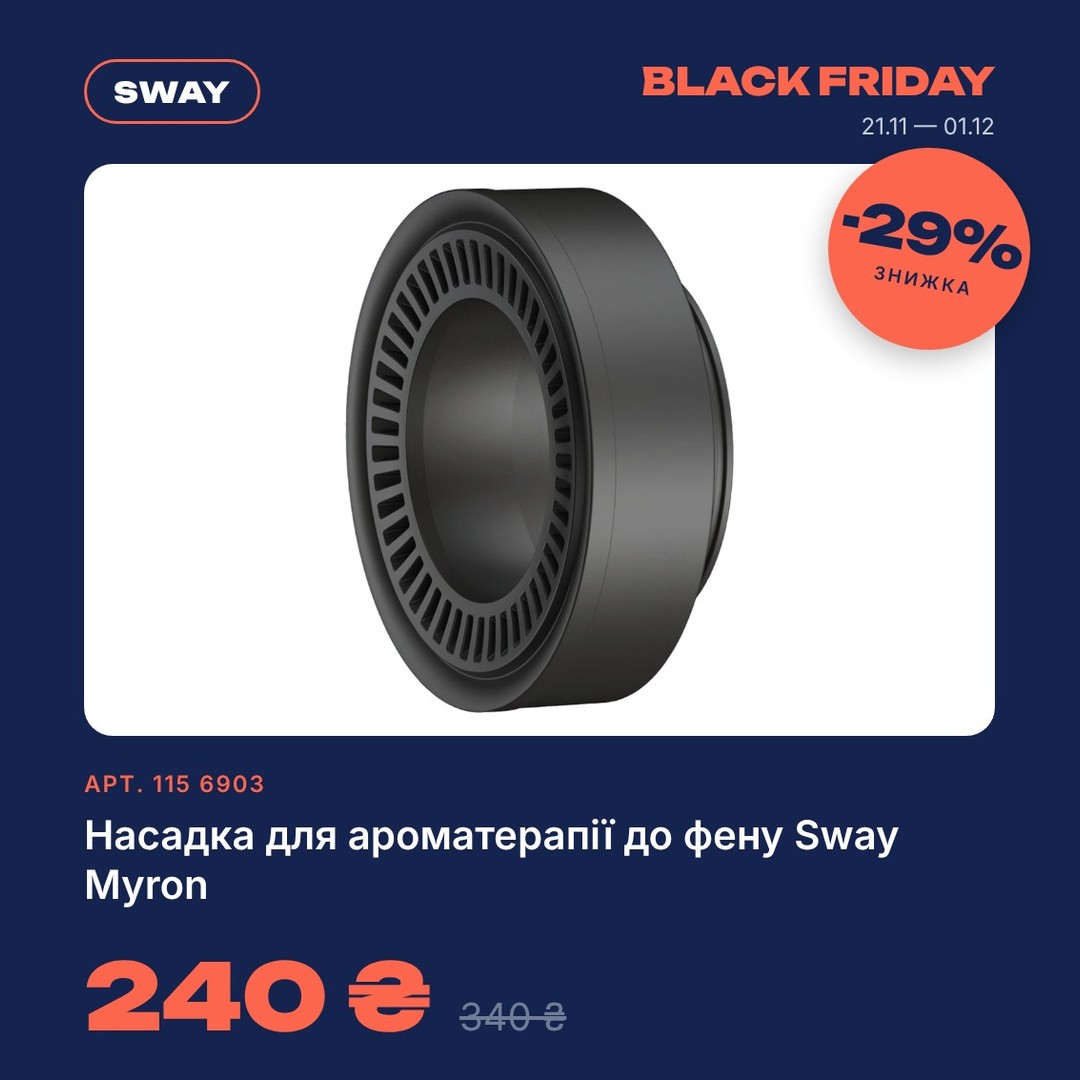 SWAY
BLACK FRIDAY
21.11 — 01.12
-29%
ЗНИЖКА
АРТ. 115 6903
Насадка для ароматерапії до фену Sway
Myron
240 ₴ 340 ₴